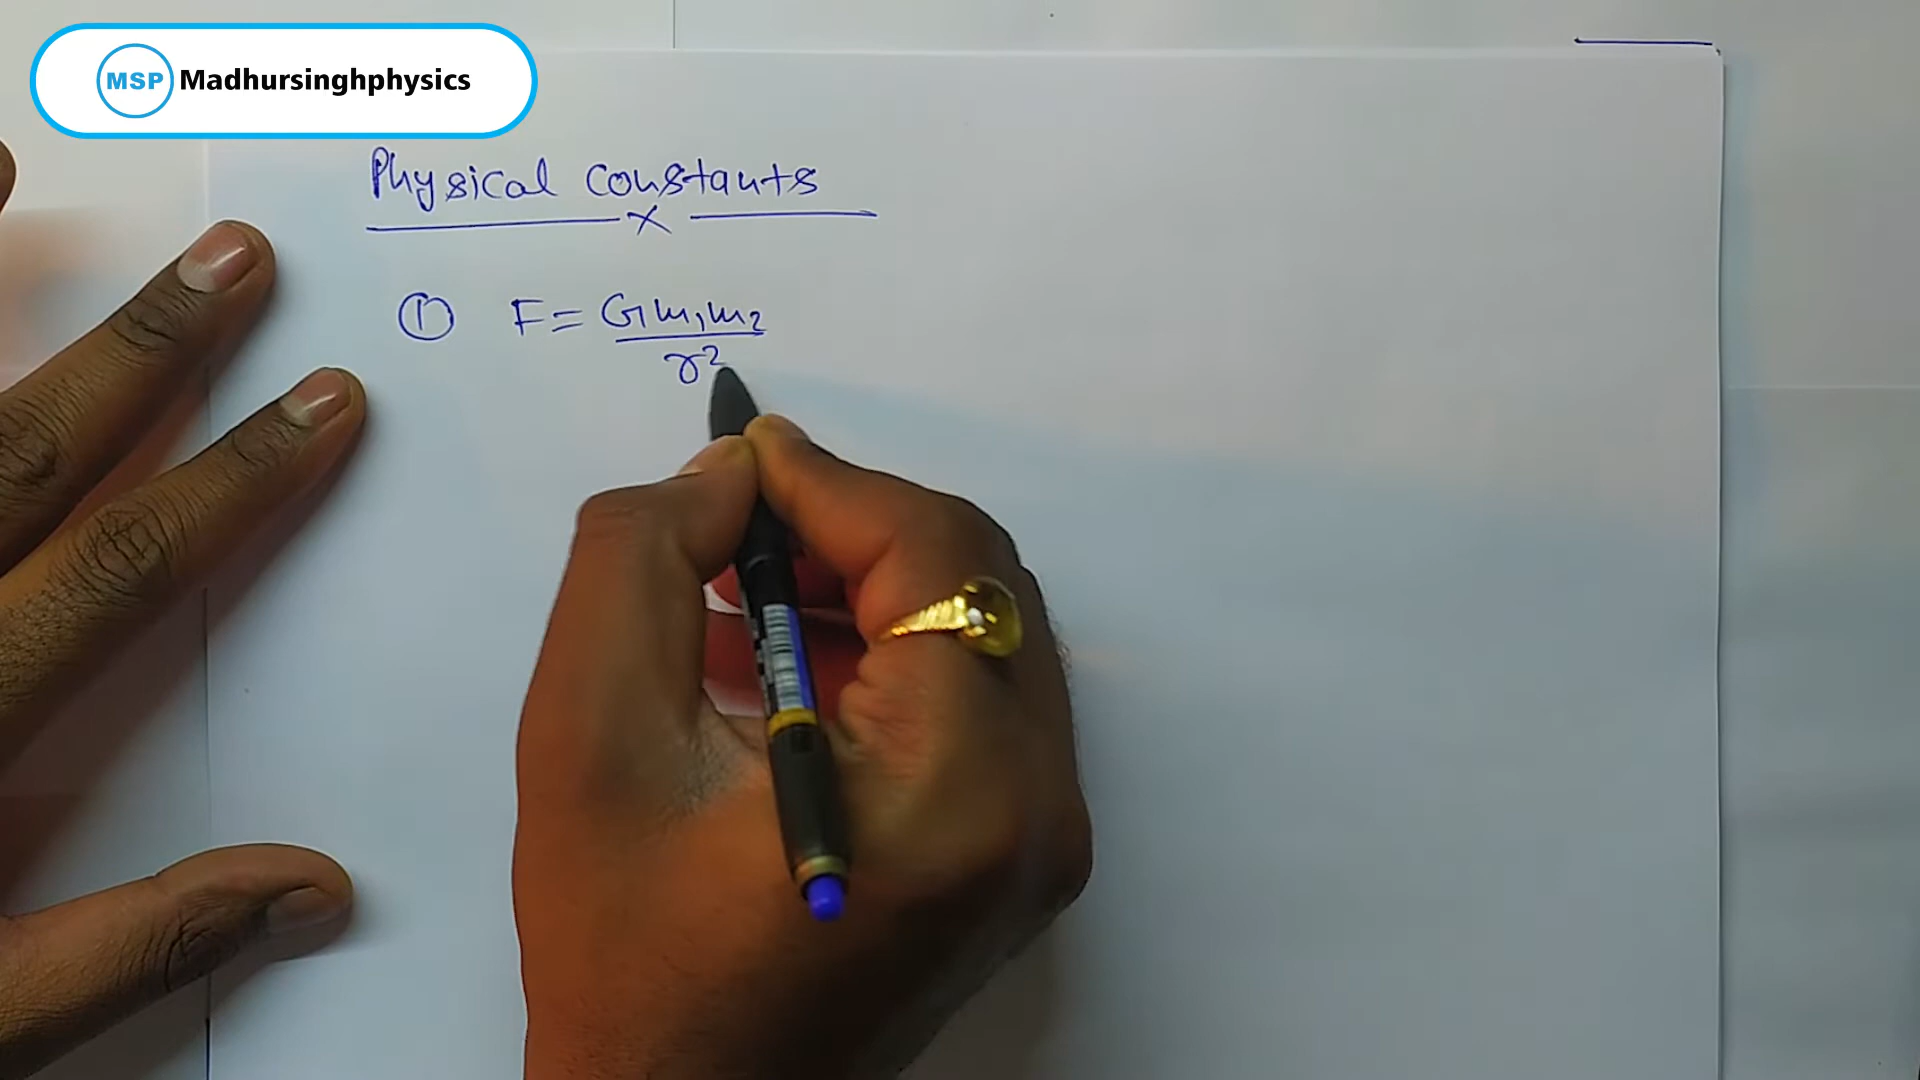 MSP Madhursinghphysics
Physical constants
x
① F = Gm₁m₂
r²